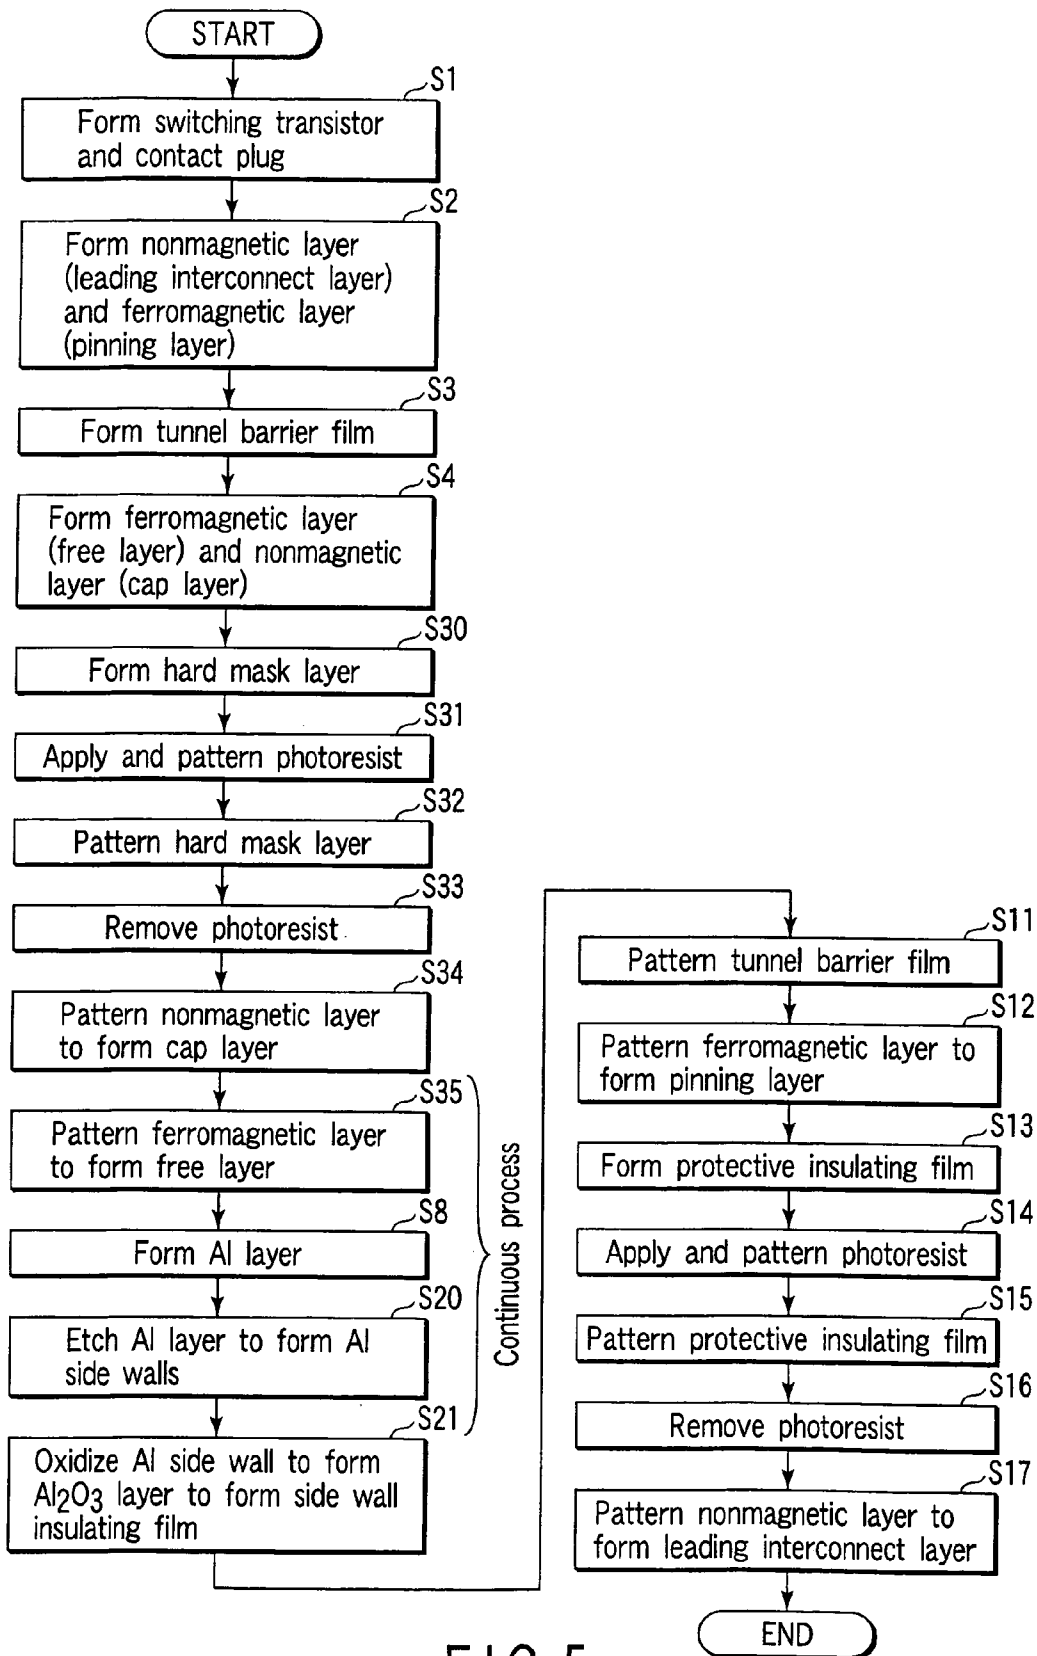 START
S1
Form switching transistor
and contact plug
S2
Form nonmagnetic layer
(leading interconnect layer)
and ferromagnetic layer
(pinning layer)
S3
Form tunnel barrier film
S4
Form ferromagnetic layer
(free layer) and nonmagnetic
layer (cap layer)
S30
Form hard mask layer
S31
Apply and pattern photoresist
S32
Pattern hard mask layer
S33
Remove photoresist
S34
Pattern nonmagnetic layer
to form cap layer
S35
Pattern ferromagnetic layer
to form free layer
S8
Form Al layer
S20
Etch Al layer to form Al
side walls
S21
Oxidize Al side wall to form
Al2O3 layer to form side wall
insulating film
Continuous process
S11
Pattern tunnel barrier film
S12
Pattern ferromagnetic layer to
form pinning layer
S13
Form protective insulating film
S14
Apply and pattern photoresist
S15
Pattern protective insulating film
S16
Remove photoresist
S17
Pattern nonmagnetic layer to
form leading interconnect layer
END
FIG. 5